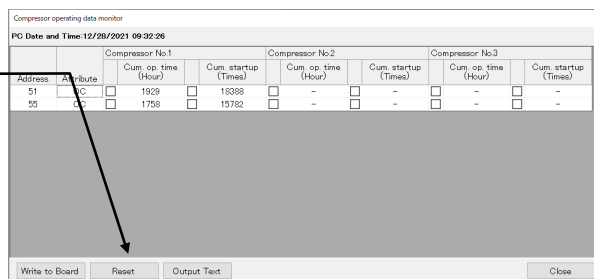 Compressor operating data monitor
PC Date and Time:12/28/2021 09:32:26
Compressor No.1 Compressor No.2 Compressor No.3
Address Attribute Cum. op. time (Hour) Cum. startup (Times) Cum. op. time (Hour) Cum. startup (Times) Cum. op. time (Hour) Cum. startup (Times)
51 OC 1929 18388 - - - -
55 OC 1758 15782 - - - -
Write to Board Reset Output Text Close